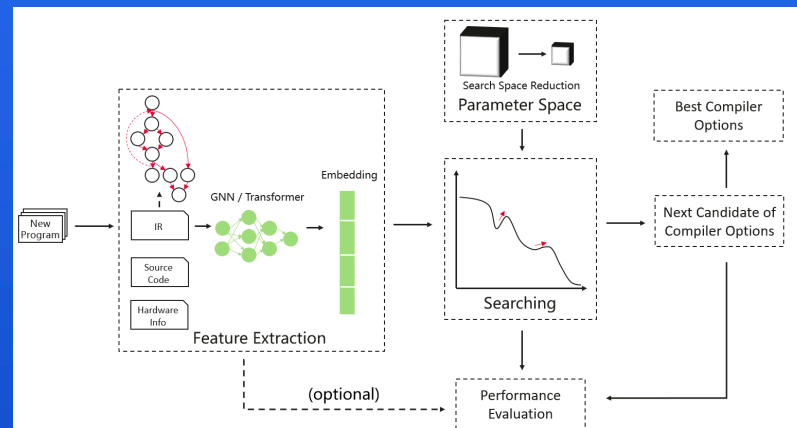 New
Program
IR
Source
Code
Hardware
Info
GNN / Transformer
Embedding
Feature Extraction
Search Space Reduction
Parameter Space
Searching
Best Compiler
Options
Next Candidate of
Compiler Options
(optional)
Performance
Evaluation